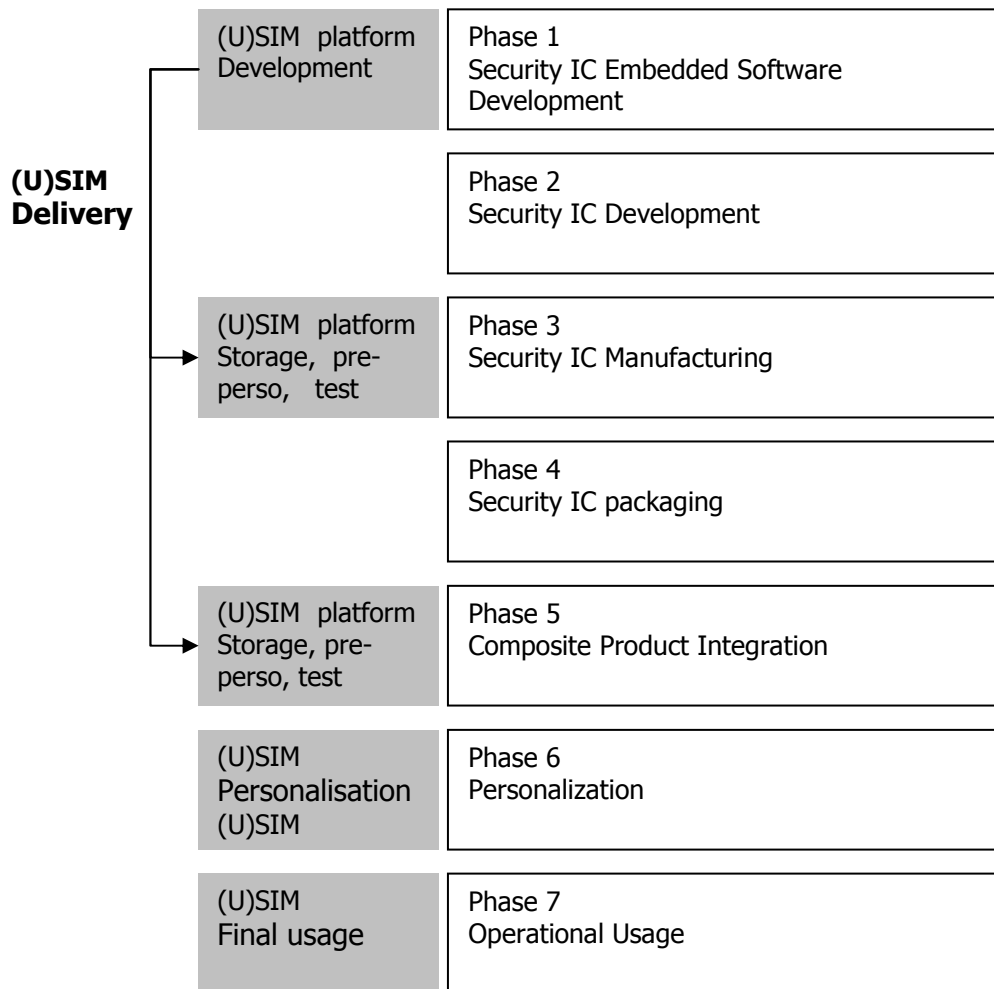 (U)SIM platform
Development
Phase 1
Security IC Embedded Software
Development
(U)SIM
Delivery
Phase 2
Security IC Development
(U)SIM platform
Storage, pre-
perso, test
Phase 3
Security IC Manufacturing
Phase 4
Security IC packaging
(U)SIM platform
Storage, pre-
perso, test
Phase 5
Composite Product Integration
(U)SIM
Personalisation
(U)SIM
Phase 6
Personalization
(U)SIM
Final usage
Phase 7
Operational Usage